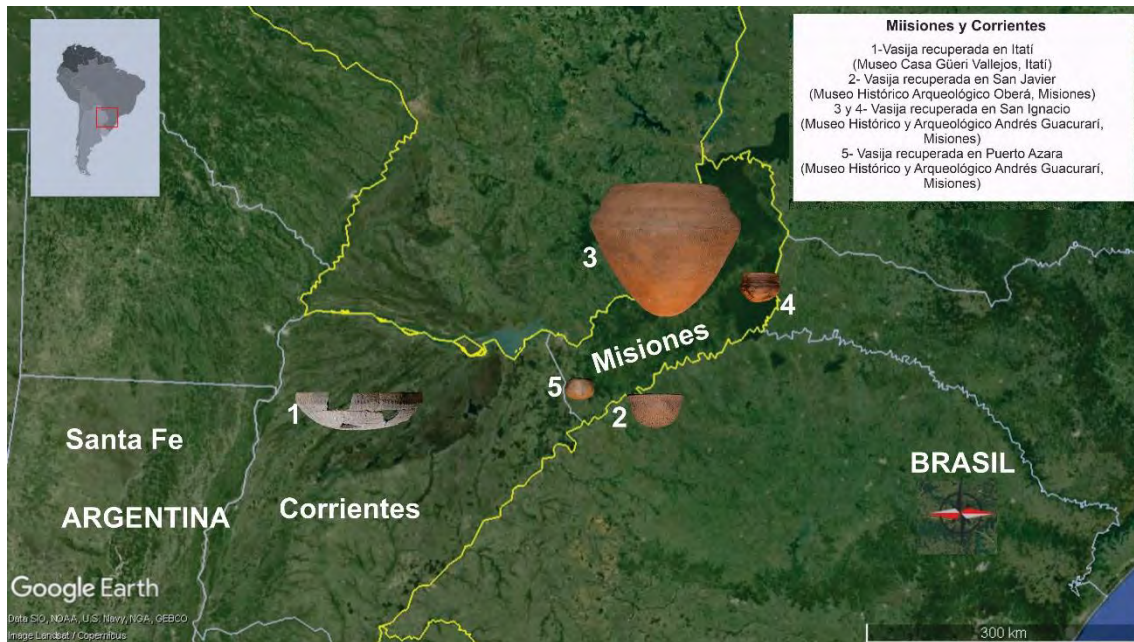 Miisiones y Corrientes
1-Vasija recuperada en Itatí
(Museo Casa Güeri Vallejos, Itatí)
2- Vasija recuperada en San Javier
(Museo Histórico Arqueológico Oberá, Misiones)
3 y 4- Vasija recuperada en San Ignacio
(Museo Histórico y Arqueológico Andrés Guacurarí,
Misiones)
5- Vasija recuperada en Puerto Azara
(Museo Histórico y Arqueológico Andrés Guacurarí,
Misiones)
3
4
Misiones
5
1
2
Santa Fe
BRASIL
ARGENTINA
Corrientes
Google Earth
Data SIO, NOAA, U.S. Navy, NGA, GEBCO
Image Landsat / Copernicus
300 km